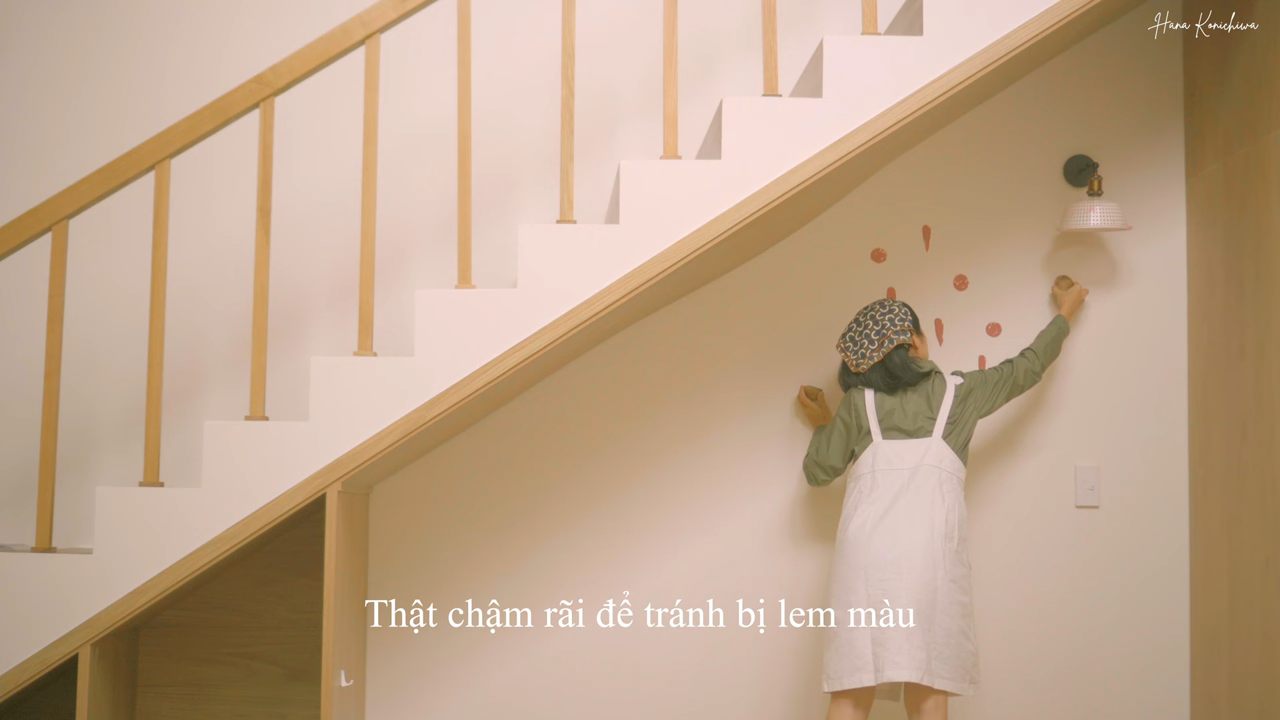 Hana Konichiwa
Thật chậm rãi để tránh bị lem màu